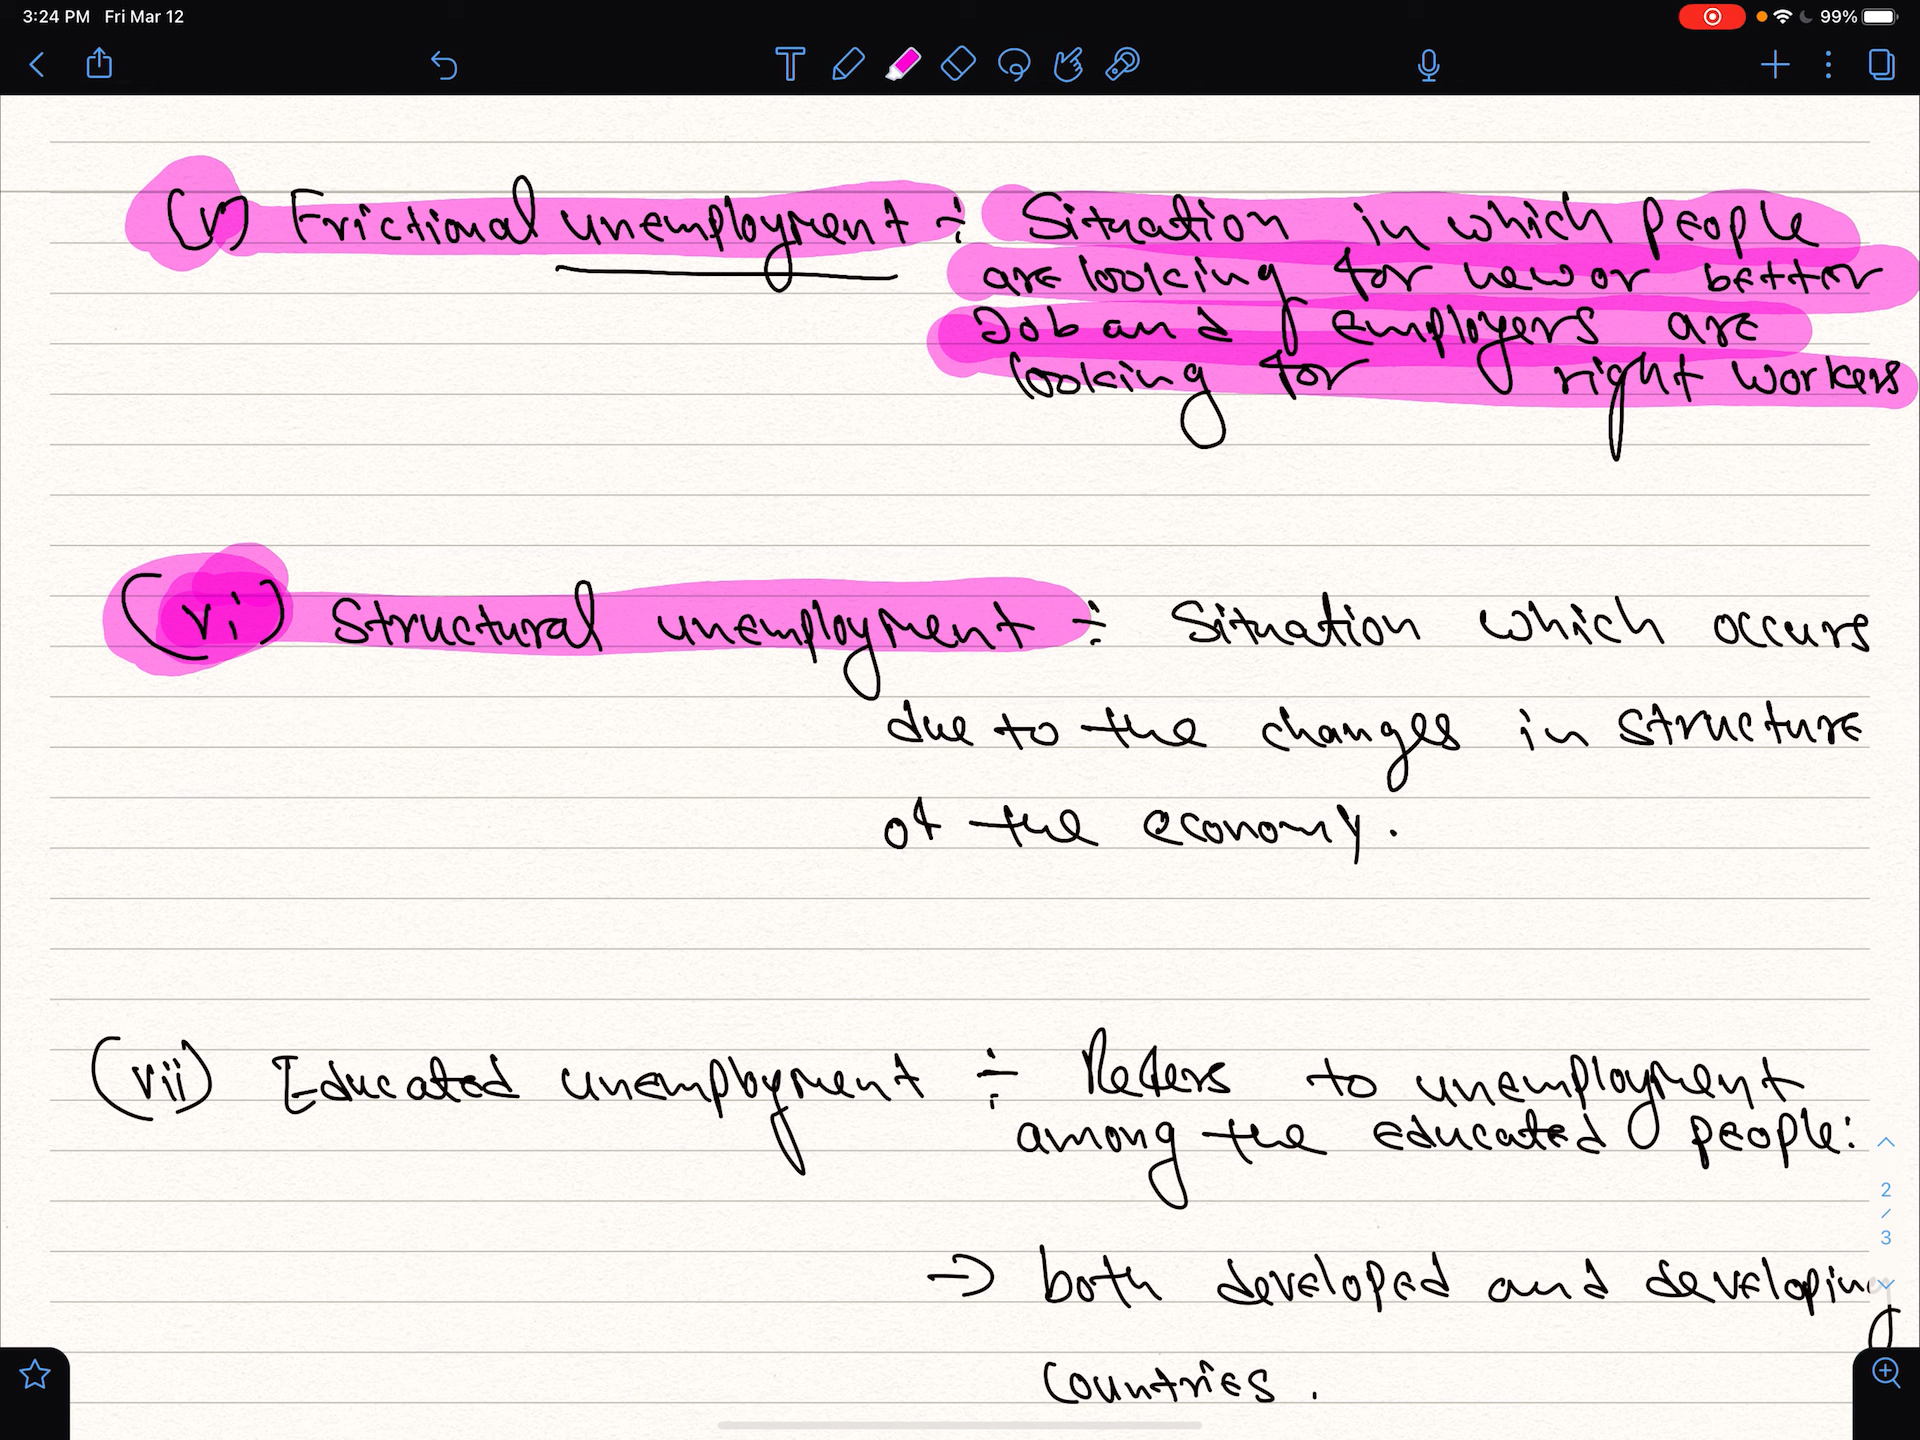 3:24 PM Fri Mar 12
99%
(v) Frictional unemployment ÷ Situation in which people
are looking for new or better
Job and employers are
looking for right workers
(vi) Structural unemployment ÷ Situation which occurs
due to the changes in structure
of the economy.
(vii) Educated unemployment ÷ Refers to unemployment
among the educated people:
2
/
3
→ both developed and developing
countries.